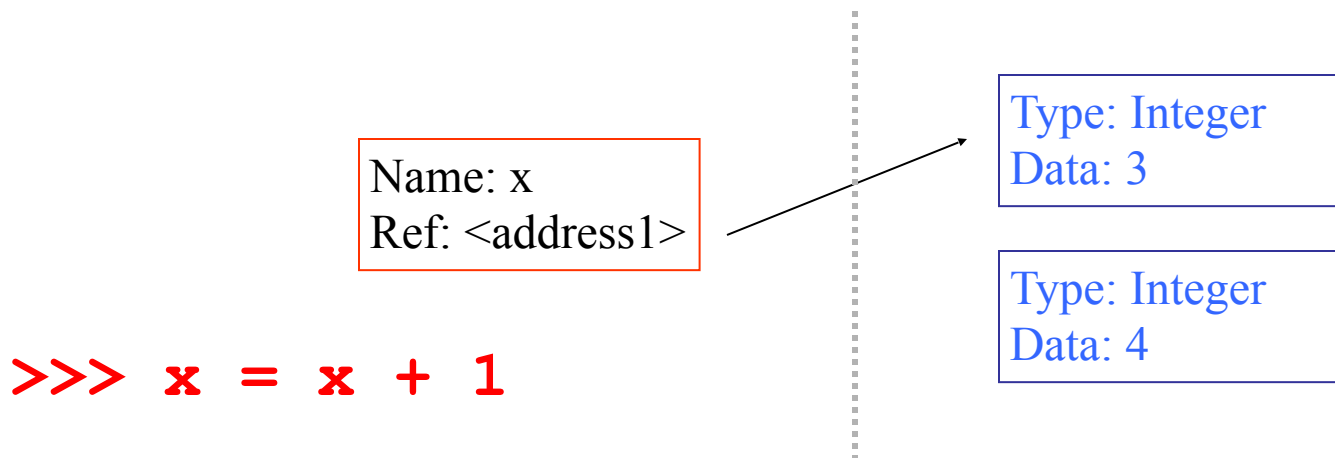 Name: x
Ref: <address1>
Type: Integer
Data: 3
Type: Integer
Data: 4
>>> x = x + 1